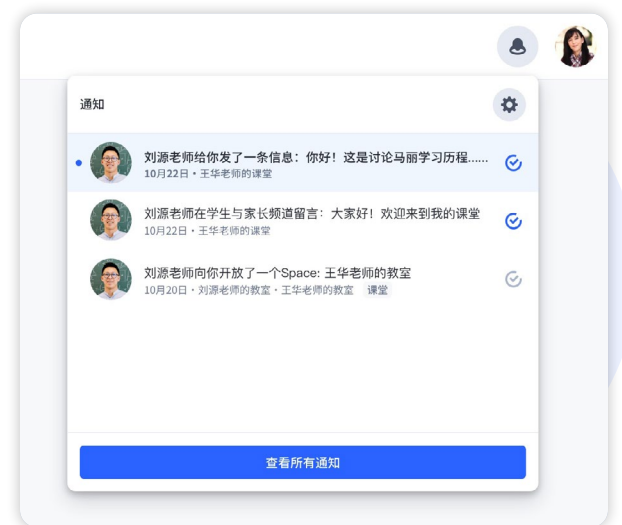 通知
刘源老师给你发了一条信息：你好！这是讨论马丽学习历程......
10月22日・王华老师的课堂
刘源老师在学生与家长频道留言：大家好！欢迎来到我的课堂
10月22日・王华老师的课堂
刘源老师向你开放了一个Space: 王华老师的教室
10月20日・刘源老师的教室・王华老师的教室 课堂
查看所有通知